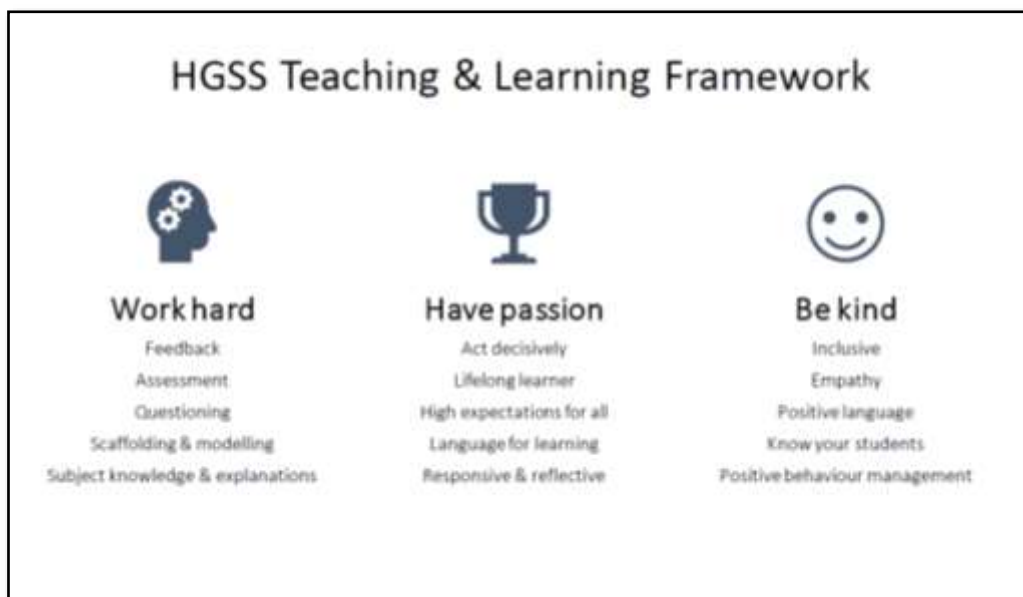 HGSS Teaching & Learning Framework
Work hard
Feedback
Assessment
Questioning
Scaffolding & modelling
Subject knowledge & explanations
Have passion
Act decisively
Lifelong learner
High expectations for all
Language for learning
Responsive & reflective
Be kind
Inclusive
Empathy
Positive language
Know your students
Positive behaviour management